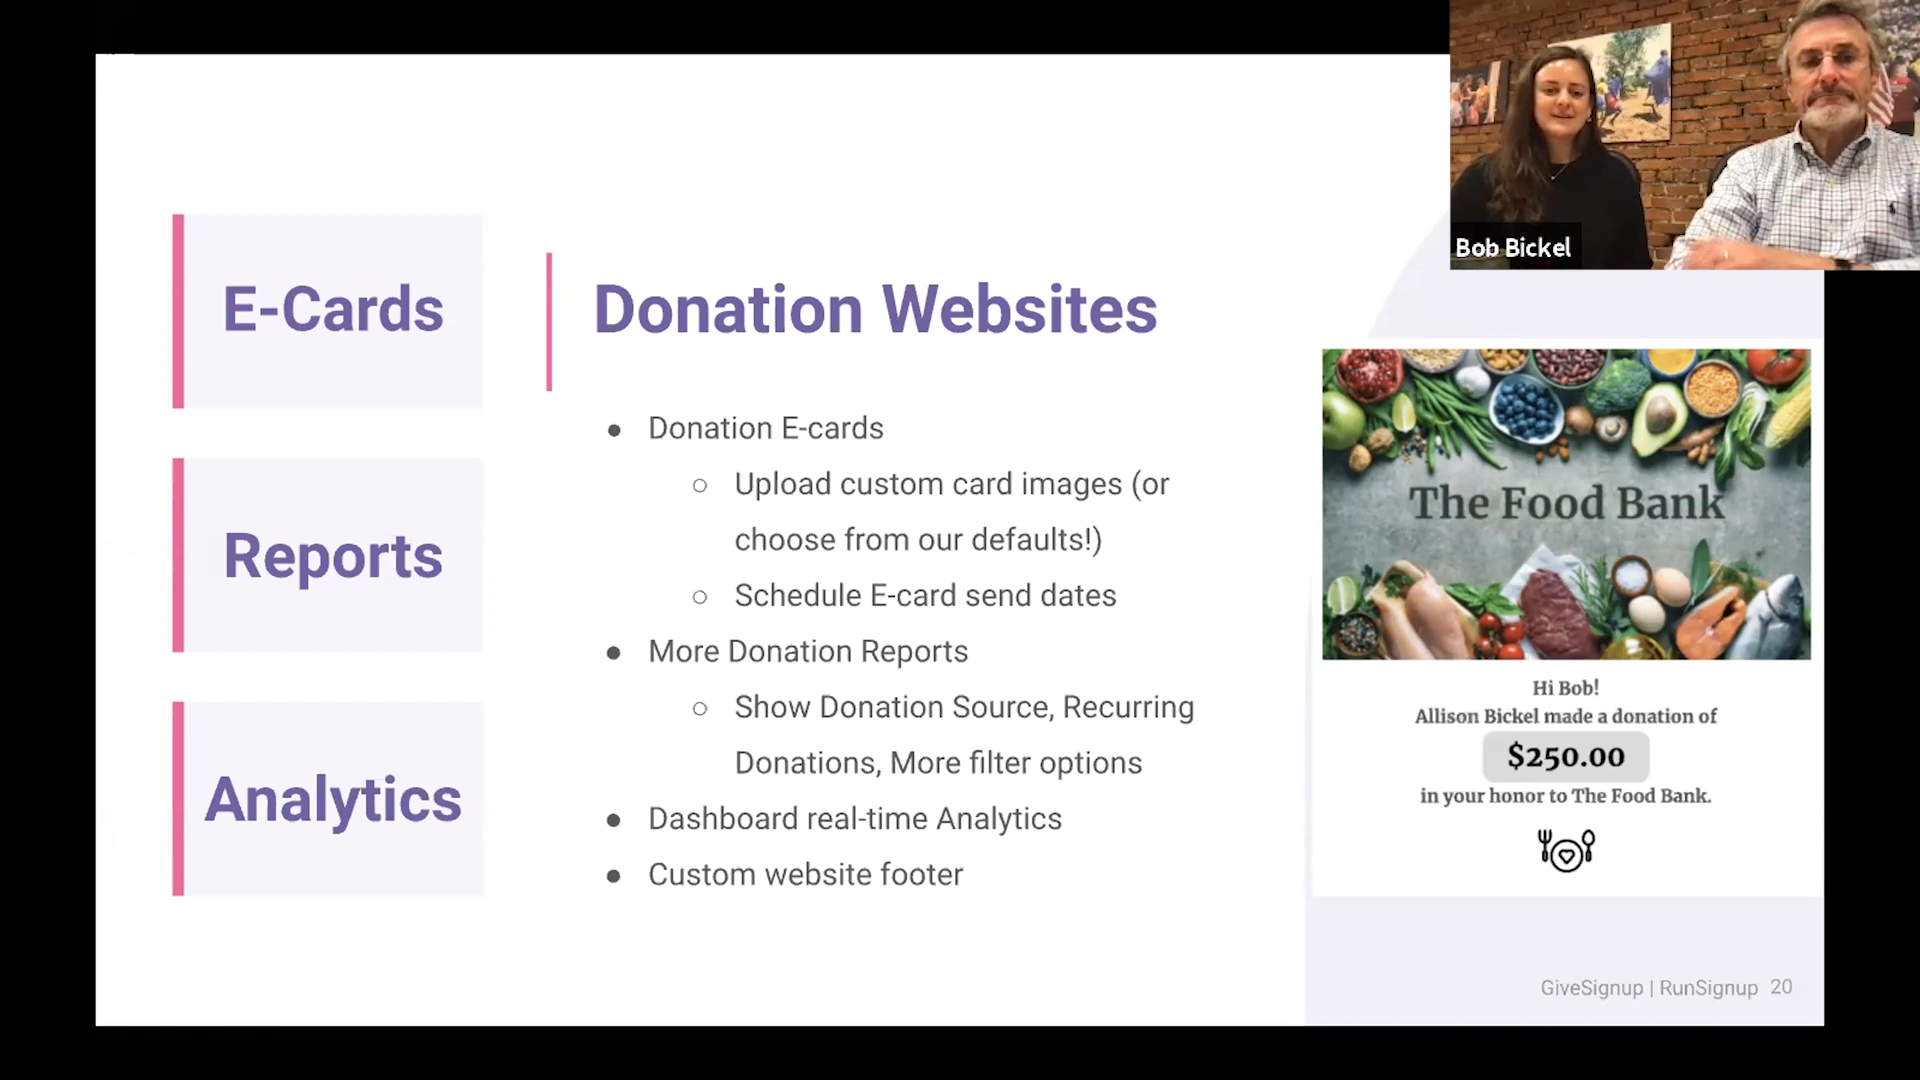 Bob Bickel
E-Cards
Reports
Analytics
Donation Websites
● Donation E-cards
○ Upload custom card images (or
choose from our defaults!)
○ Schedule E-card send dates
● More Donation Reports
○ Show Donation Source, Recurring
Donations, More filter options
● Dashboard real-time Analytics
● Custom website footer
The Food Bank
Hi Bob!
Allison Bickel made a donation of
$250.00
in your honor to The Food Bank.
GiveSignup | RunSignup 20